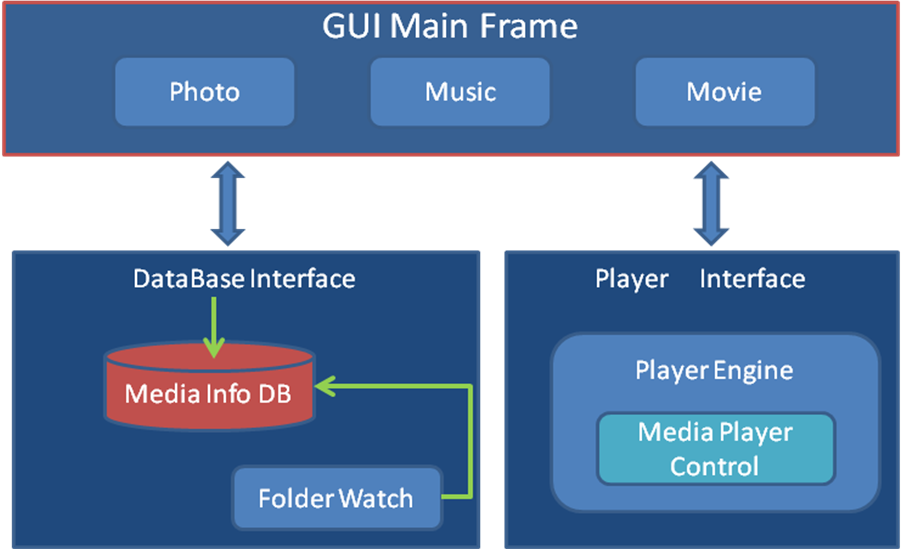 GUI Main Frame
Photo
Music
Movie
DataBase Interface
Media Info DB
Folder Watch
Player Interface
Player Engine
Media Player
Control